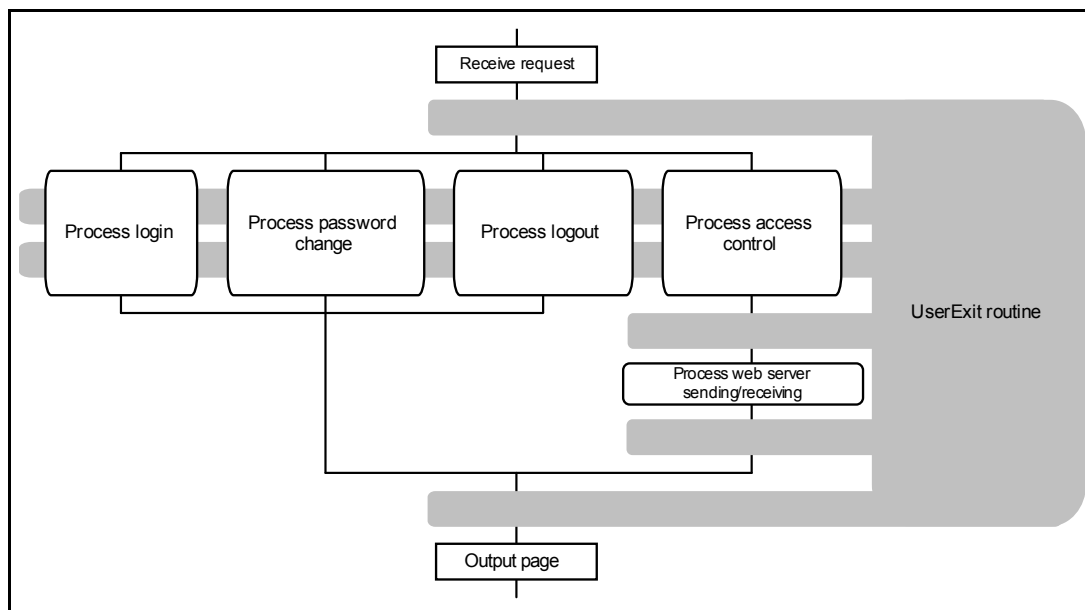 Receive request
Process login
Process password
change
Process logout
Process access
control
UserExit routine
Process web server
sending/receiving
Output page